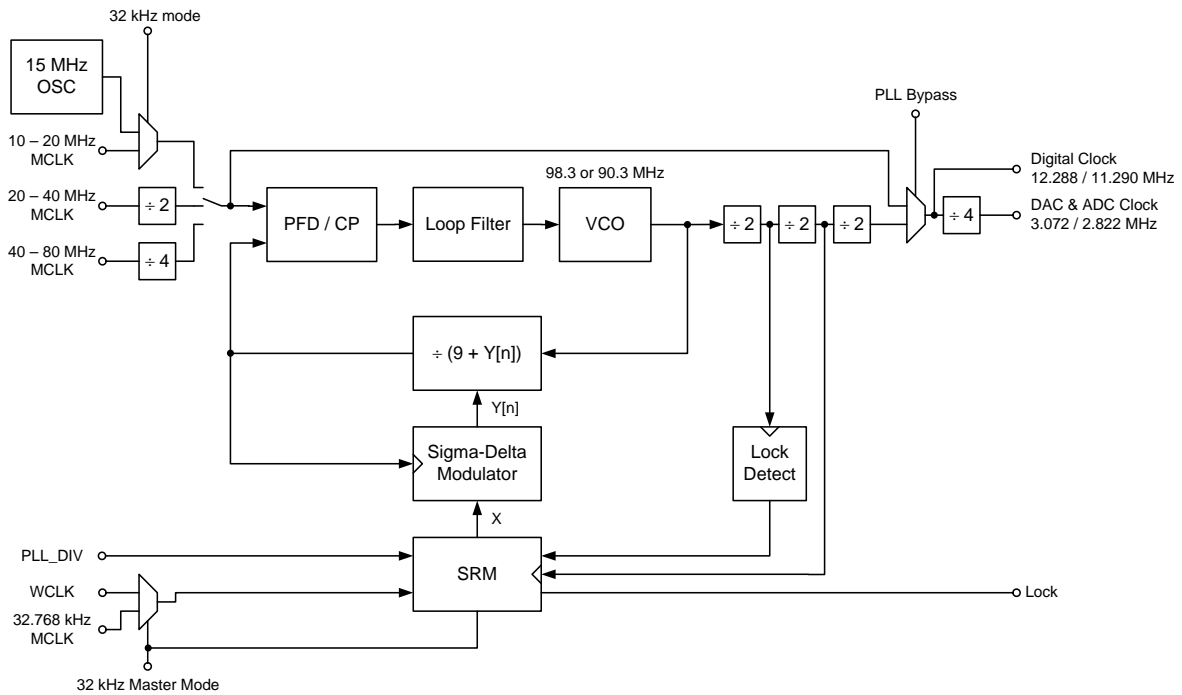 32 kHz mode
15 MHz
OSC
PLL Bypass
10 – 20 MHz
MCLK
98.3 or 90.3 MHz
Digital Clock
12.288 / 11.290 MHz
20 – 40 MHz
MCLK
÷ 2
PFD / CP
Loop Filter
VCO
÷ 2
÷ 2
÷ 2
÷ 4
DAC & ADC Clock
3.072 / 2.822 MHz
40 – 80 MHz
MCLK
÷ 4
÷ (9 + Y[n])
Y[n]
Sigma-Delta
Modulator
Lock
Detect
X
PLL_DIV
SRM
WCLK
Lock
32.768 kHz
MCLK
32 kHz Master Mode